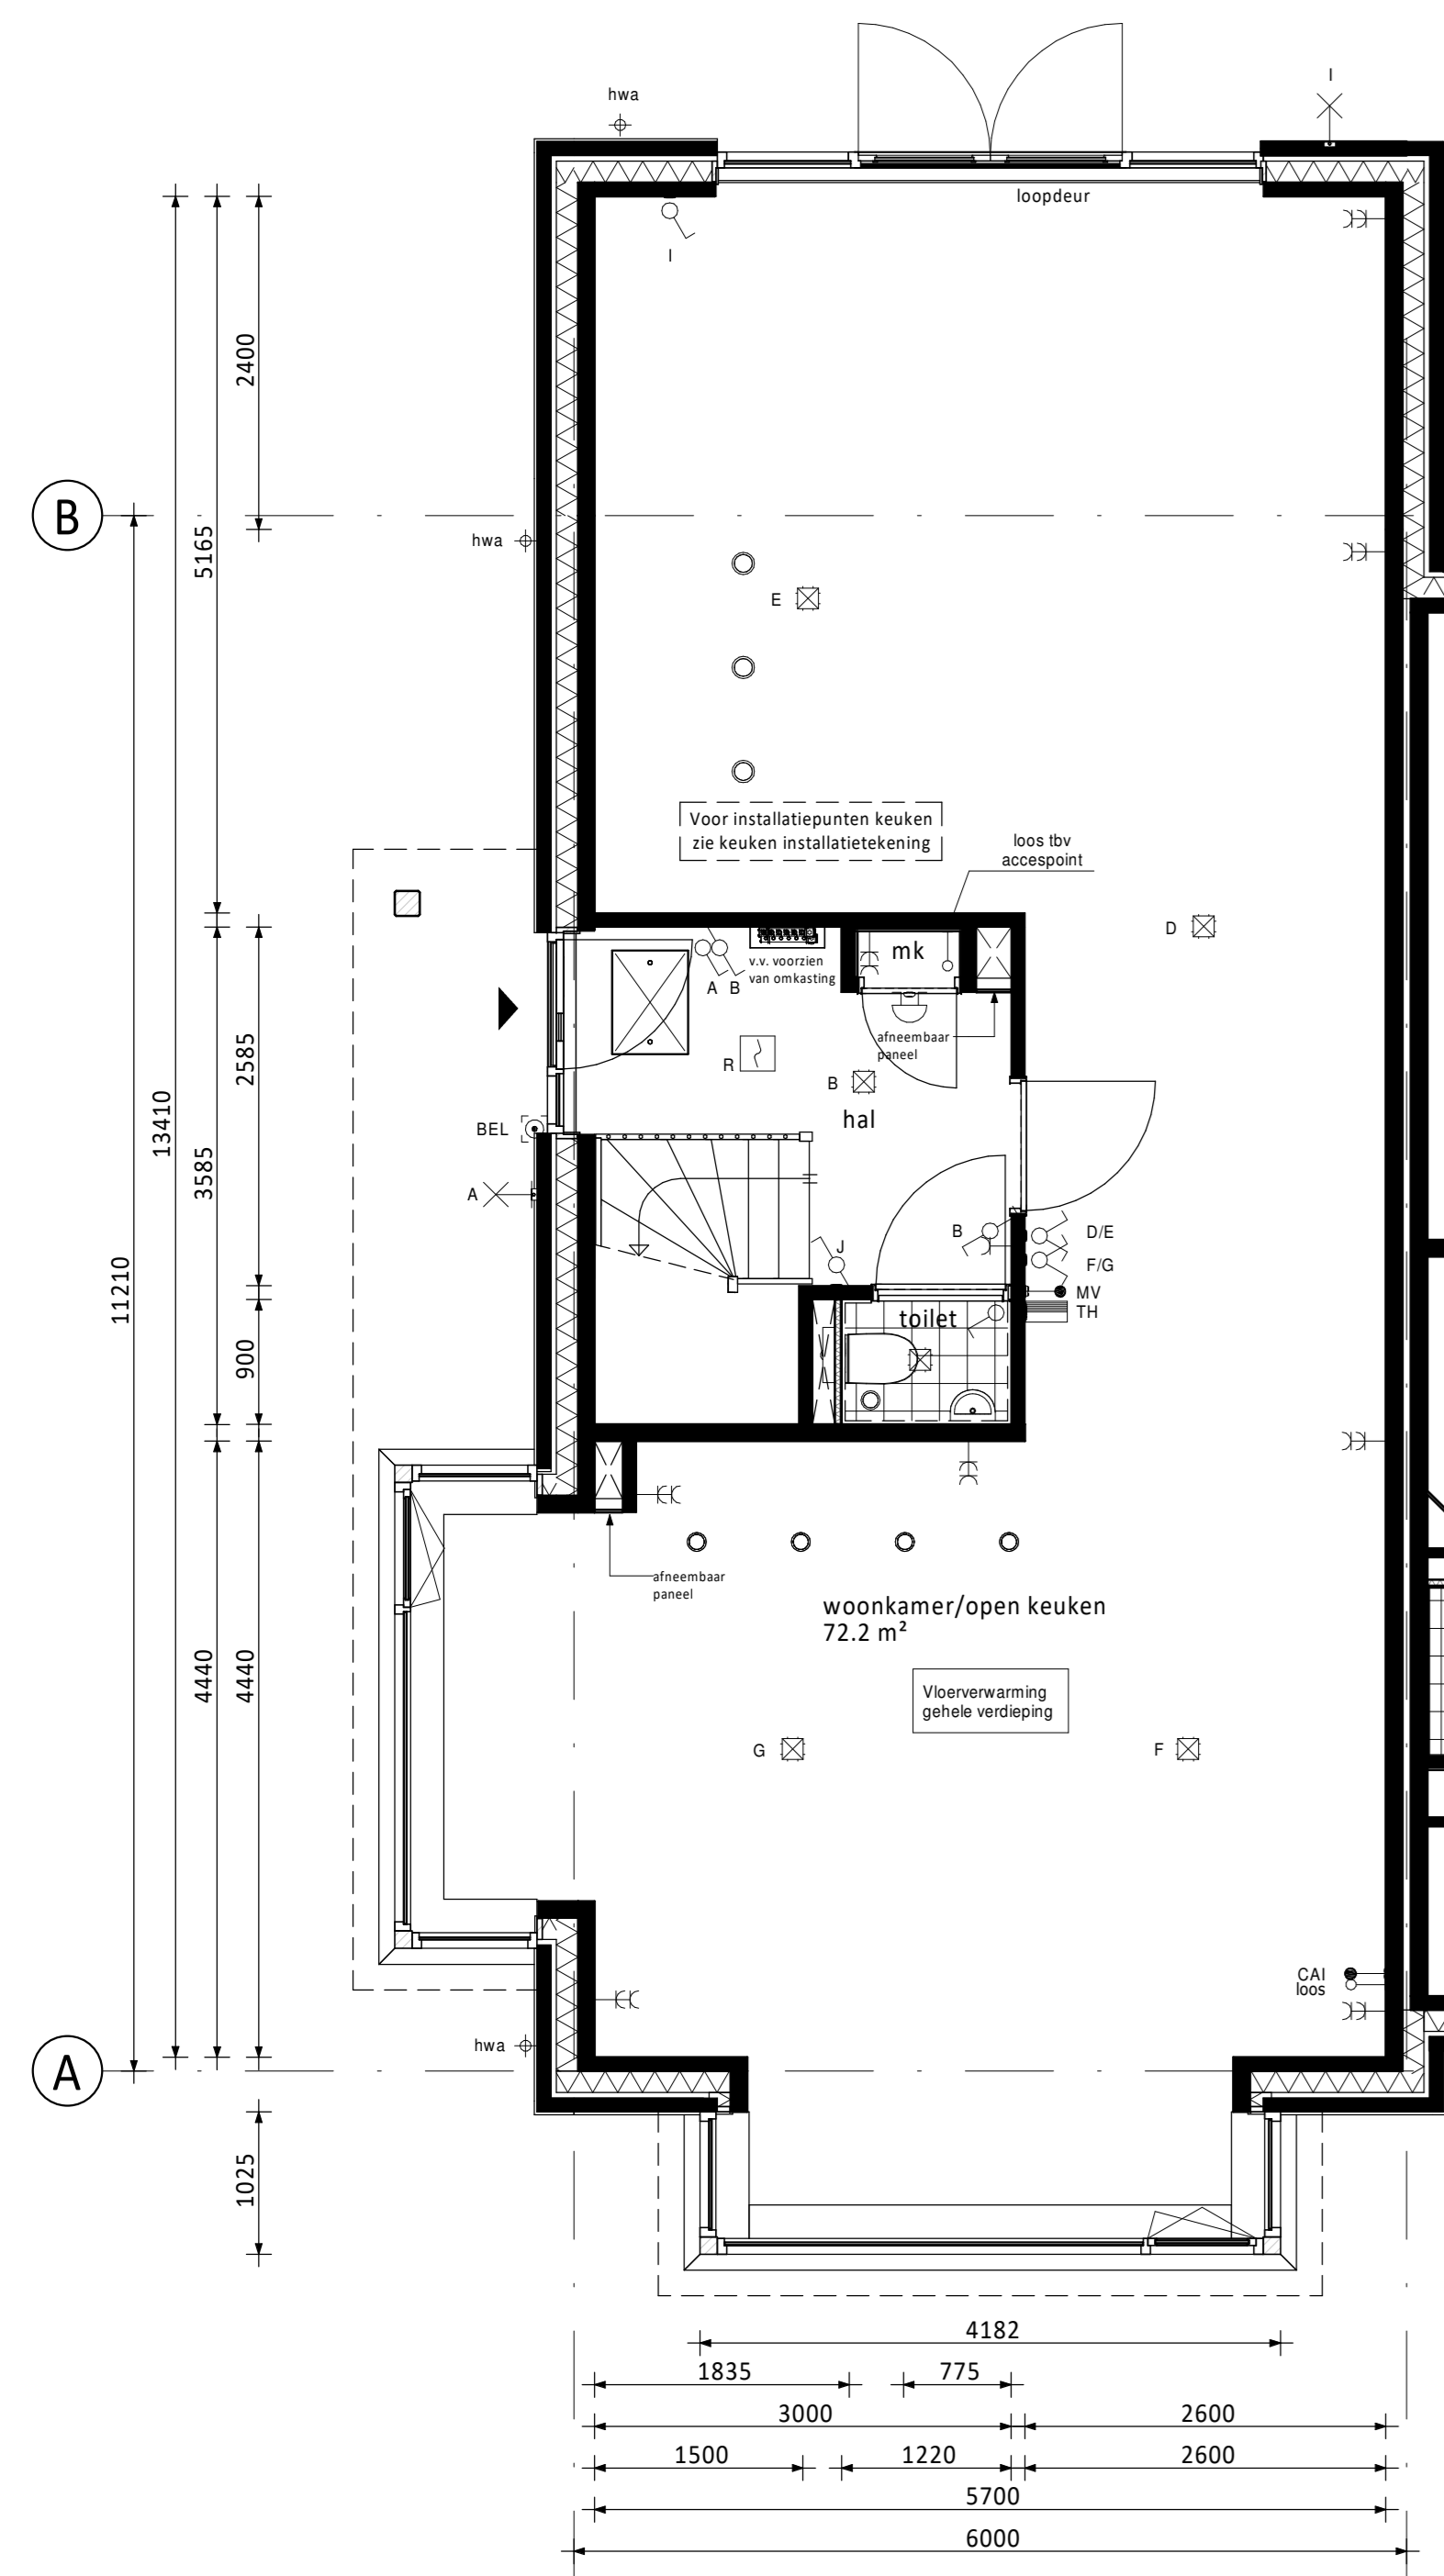 I
hwa
loopdeur
I
2400
B
5165
hwa
E
Voor installatiepunten keuken
zie keuken installatietekening
loos tbv
accespoint
D
mk
v.v. voorzien
van omkasting
A B
afneembaar
paneel
R
B
hal
2585
13410
3585
BEL
A
11210
J
B
D/E
F/G
MV
TH
toilet
900
afneembaar
paneel
woonkamer/open keuken
72.2 m²
4440
4440
Vloerverwarming
gehele verdieping
G
F
CAI
loos
hwa
A
1025
4182
1835
775
3000
2600
1500
1220
2600
5700
6000